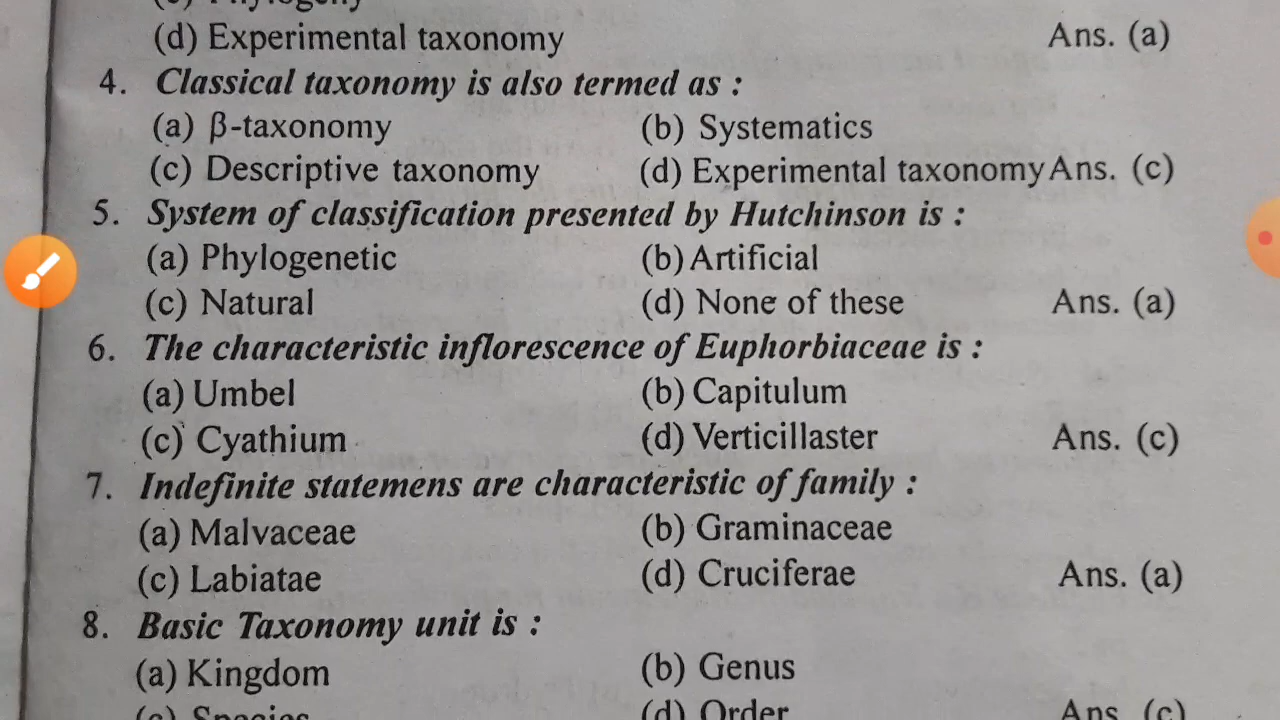 (c) Phylogeny
(d) Experimental taxonomy Ans. (a)
4. Classical taxonomy is also termed as :
(a) β-taxonomy (b) Systematics
(c) Descriptive taxonomy (d) Experimental taxonomy Ans. (c)
5. System of classification presented by Hutchinson is :
(a) Phylogenetic (b) Artificial
(c) Natural (d) None of these Ans. (a)
6. The characteristic inflorescence of Euphorbiaceae is :
(a) Umbel (b) Capitulum
(c) Cyathium (d) Verticillaster Ans. (c)
7. Indefinite statemens are characteristic of family :
(a) Malvaceae (b) Graminaceae
(c) Labiatae (d) Cruciferae Ans. (a)
8. Basic Taxonomy unit is :
(a) Kingdom (b) Genus
(c) Species (d) Order Ans. (c)